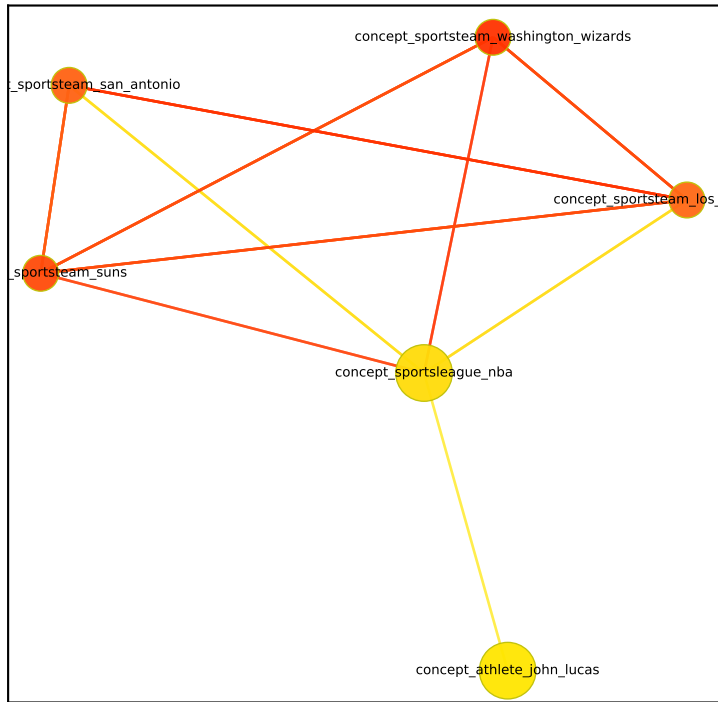 concept_sportsteam_washington_wizards
t_sportsteam_san_antonio
concept_sportsteam_los_
_sportsteam_suns
concept_sportsleague_nba
concept_athlete_john_lucas